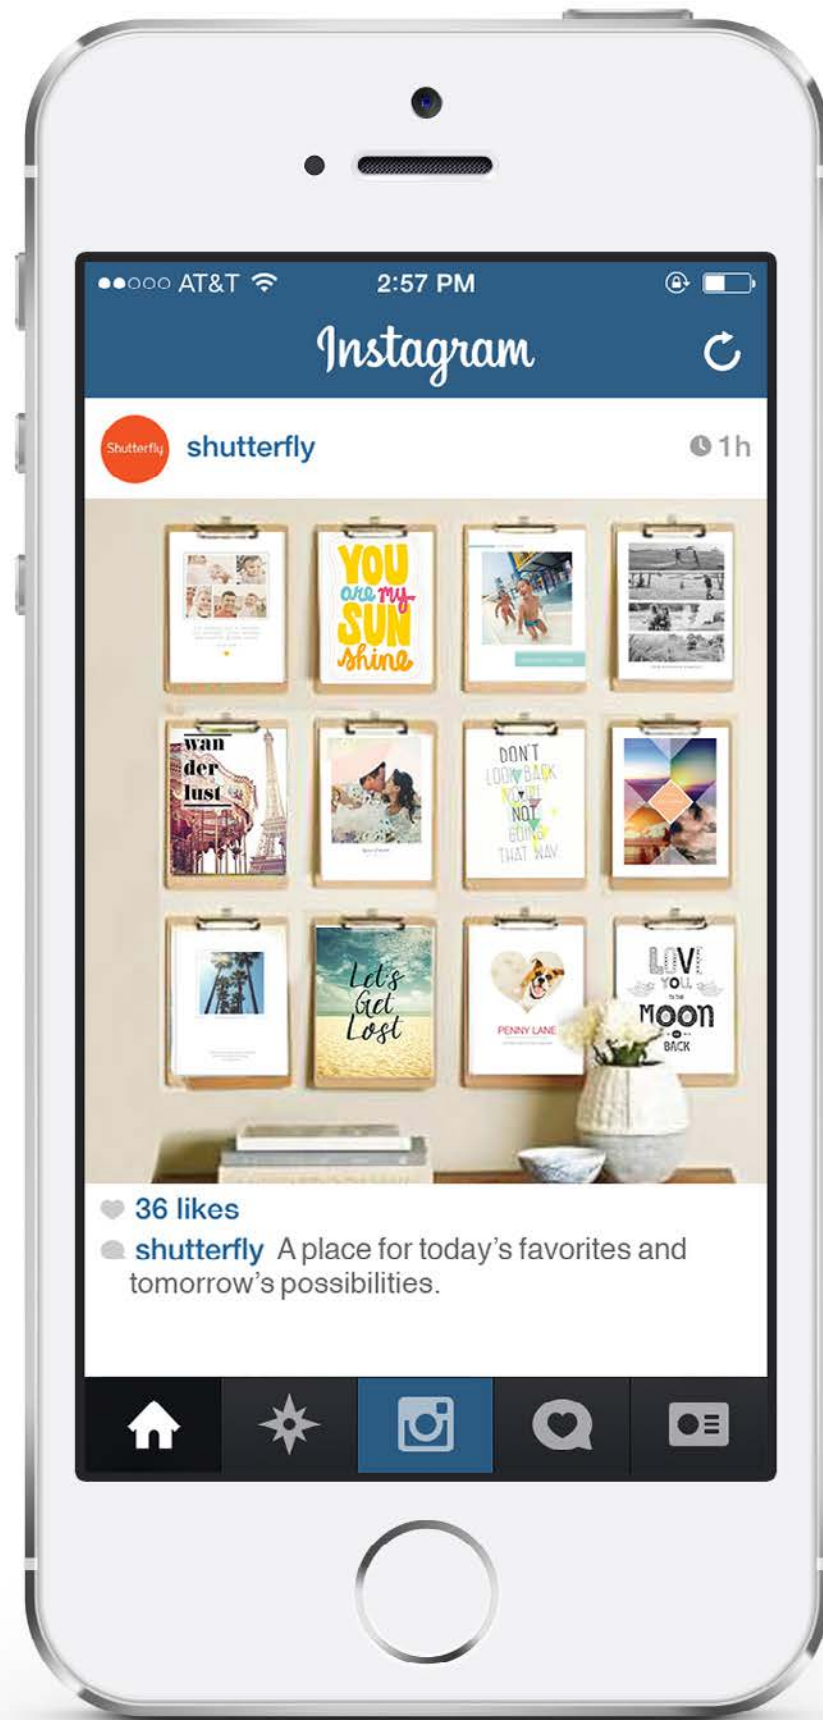 AT&T 2:57 PM
Instagram
Shutterfly
shutterfly 1h
YOU
are my
SUN
shine
wan
der
lust
DON'T
LOOK BACK
YOU'RE
NOT
GOING
THAT WAY
Let's
Get
Lost
PENNY LANE
LOVE
YOU
TO THE
MOON
BACK
36 likes
shutterfly A place for today's favorites and
tomorrow's possibilities.